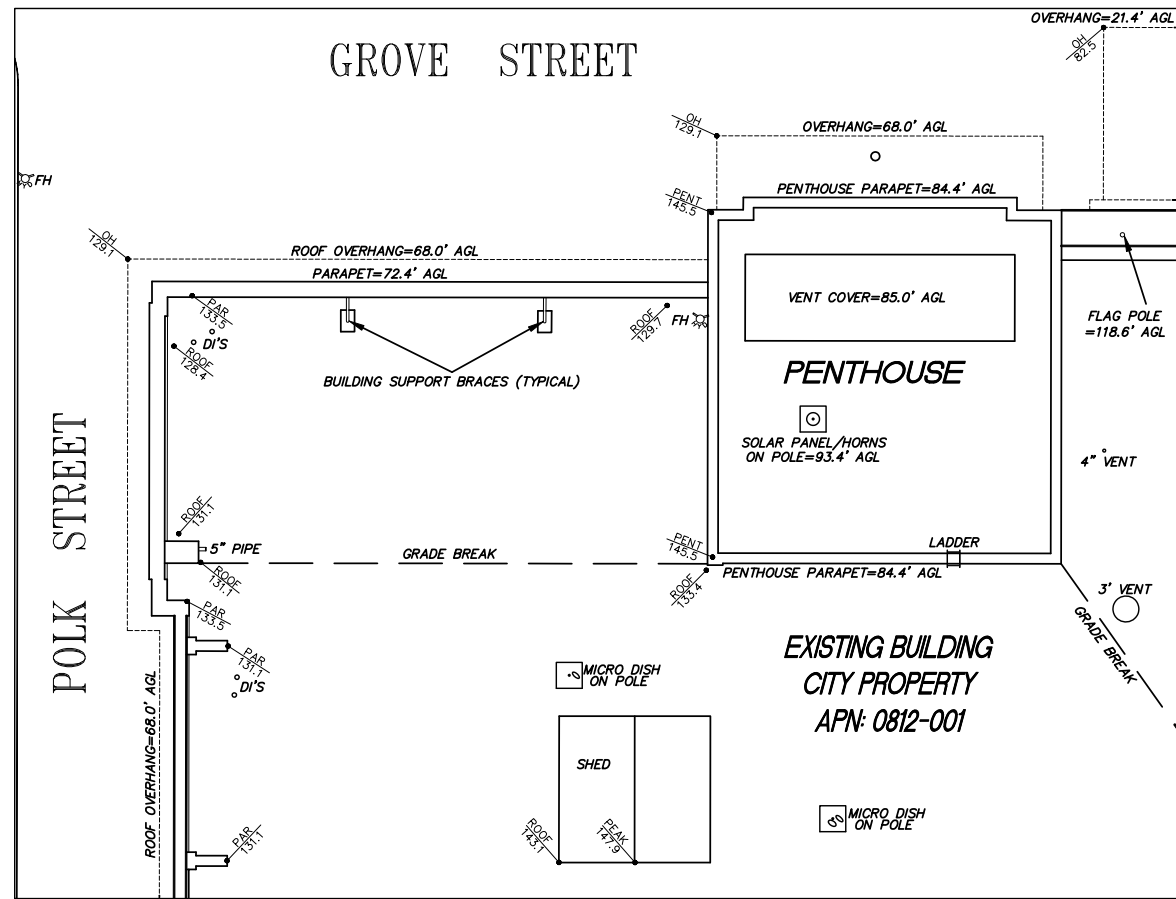 OVERHANG=21.4' AGL
OH
82.5
GROVE STREET
OH
129.1
OVERHANG=68.0' AGL
FH
PENT
145.5
PENTHOUSE PARAPET=84.4' AGL
OH
129.1
ROOF OVERHANG=68.0' AGL
PARAPET=72.4' AGL
PAR
133.5
DI'S
ROOF
128.4
ROOF
129.7
FH
VENT COVER=85.0' AGL
FLAG POLE
=118.6' AGL
BUILDING SUPPORT BRACES (TYPICAL)
PENTHOUSE
SOLAR PANEL/HORNS
ON POLE=93.4' AGL
4" VENT
POLK STREET
ROOF
131.1
5" PIPE
ROOF
131.1
GRADE BREAK
PENT
145.5
LADDER
PENTHOUSE PARAPET=84.4' AGL
ROOF
133.4
PAR
133.5
3' VENT
GRADE BREAK
PAR
131.1
DI'S
EXISTING BUILDING
CITY PROPERTY
APN: 0812-001
MICRO DISH
ON POLE
ROOF OVERHANG=68.0' AGL
SHED
MICRO DISH
ON POLE
PAR
131.1
ROOF
143.1
PEAK
147.9